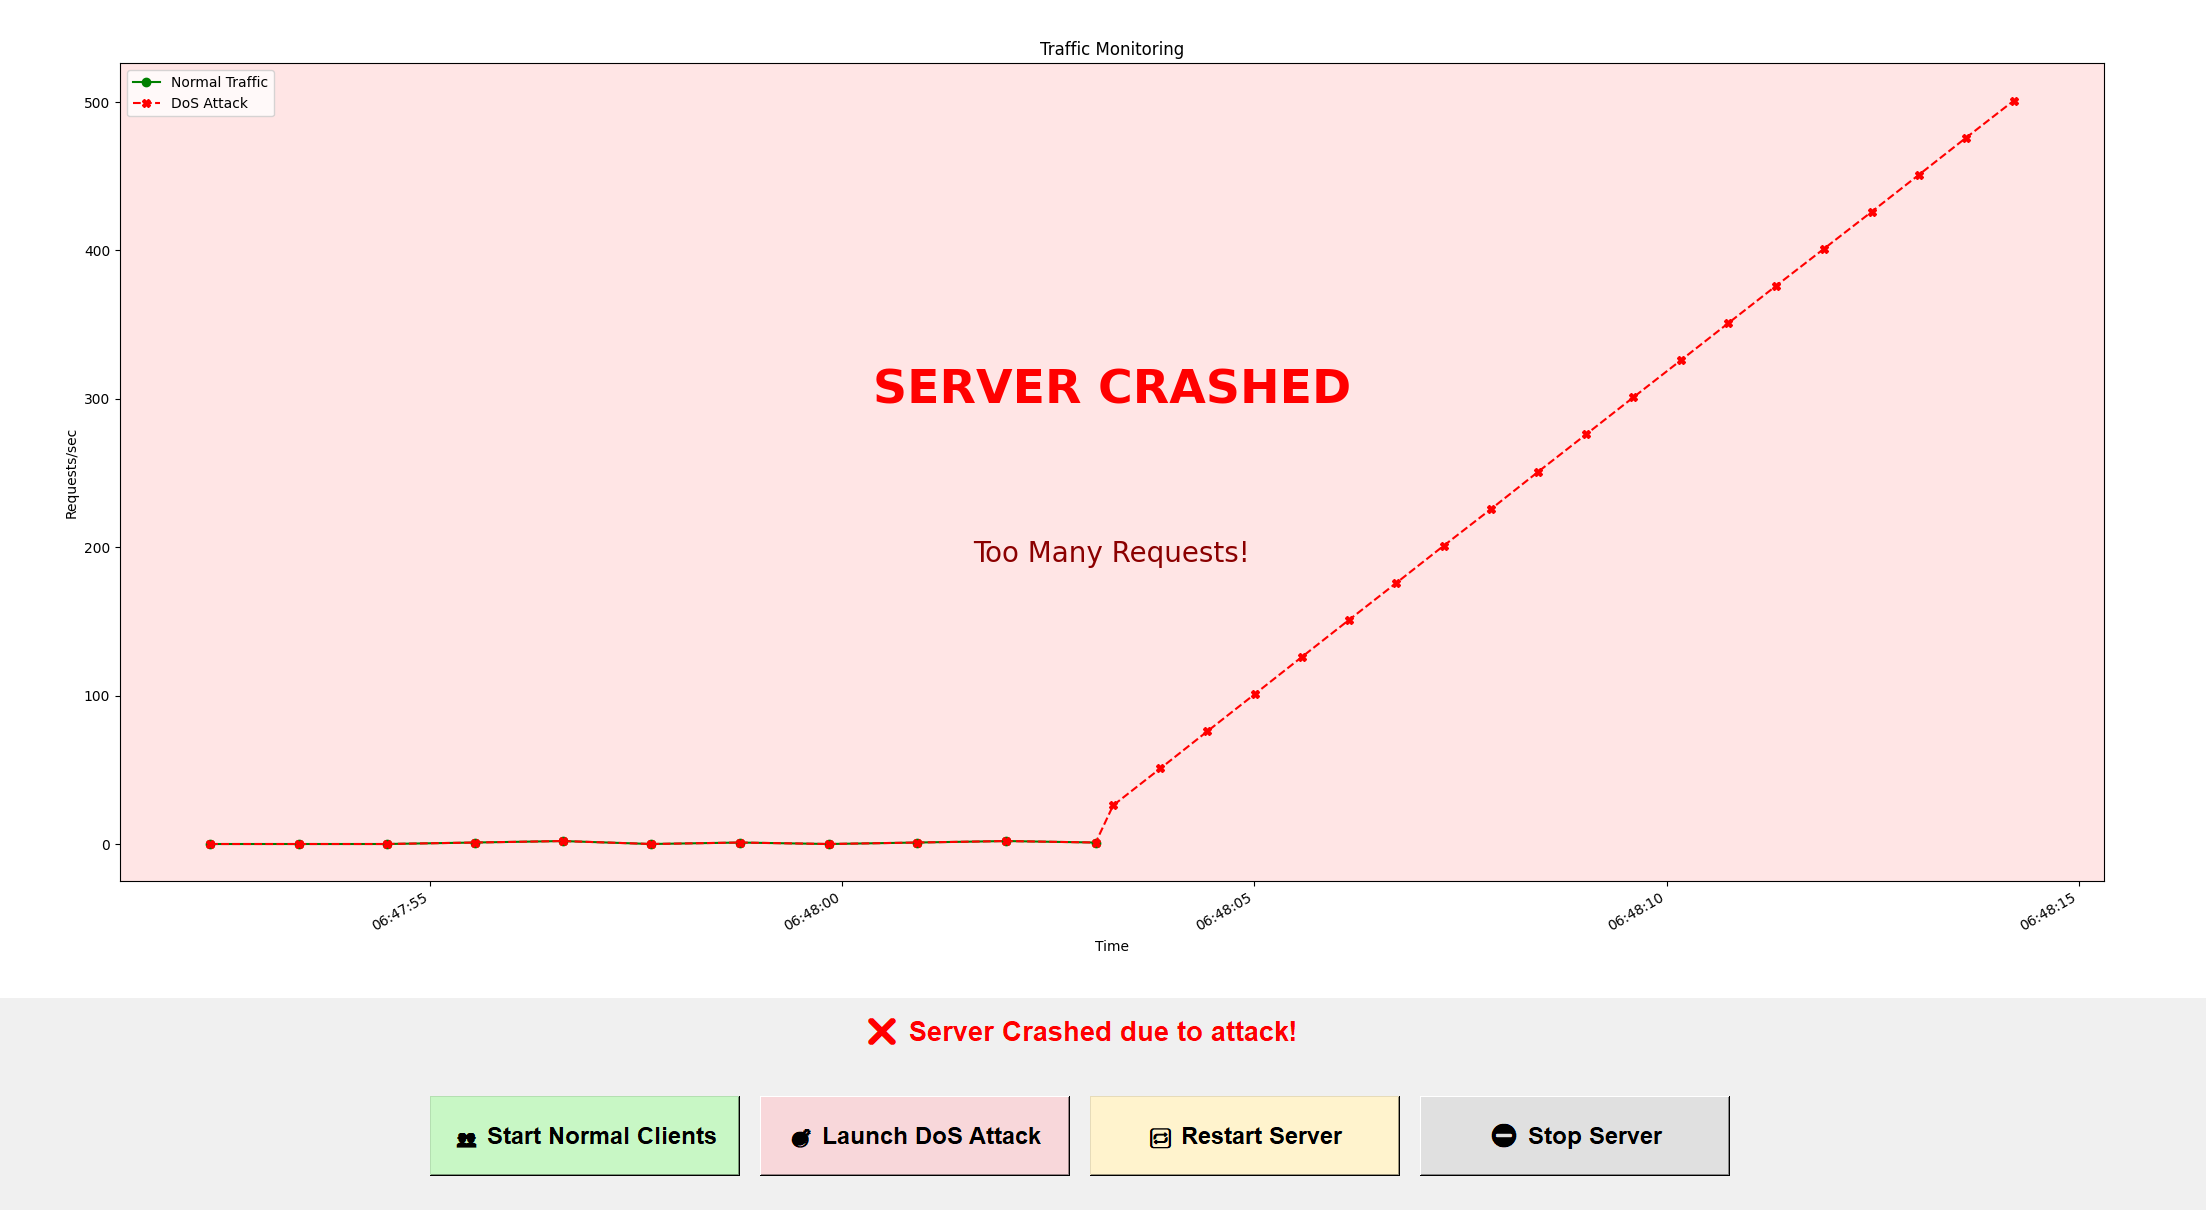 Traffic Monitoring
Normal Traffic
DoS Attack
500
400
300
200
100
0
Requests/sec
SERVER CRASHED
Too Many Requests!
06:47:55
06:48:00
06:48:05
06:48:10
06:48:15
Time
❌ Server Crashed due to attack!
👥 Start Normal Clients
💣 Launch DoS Attack
🔁 Restart Server
⛔ Stop Server